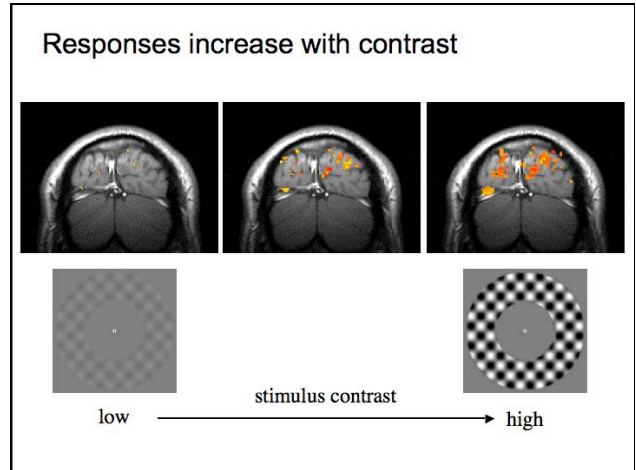 Responses increase with contrast
stimulus contrast
low
high